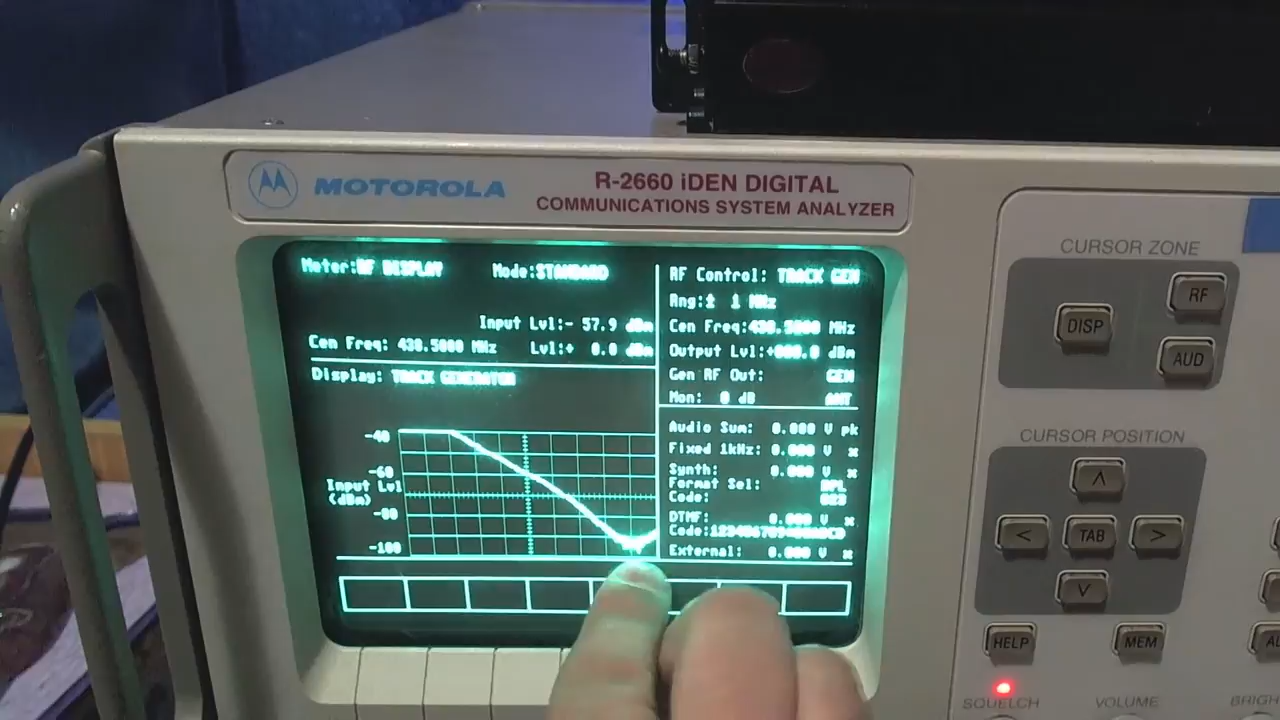 MOTOROLA
R-2660 iDEN DIGITAL
COMMUNICATIONS SYSTEM ANALYZER
Meter:RF DISPLAY Mode:STANDARD
Input Lvl:- 57.9 dBm
Cen Freq: 430.5000 MHz Lvl:+ 0.0 dBm
Display: TRACK GENERATOR
-40
-60
Input Lvl
(dBm)
-80
-100
RF Control: TRACK GEN
Rng:± 1 MHz
Cen Freq:430.5000 MHz
Output Lvl:+000.0 dBm
Gen RF Out: GEN
Mon: 0 dB ANT
Audio Sum: 0.000 V pk
Fixed 1kHz: 0.000 V
Synth: 0.000 V
Format Sel: DPL
Code: 023
DTMF: 0.000 V
External: 0.000 V
CURSOR ZONE
DISP
RF
AUD
CURSOR POSITION
TAB
HELP
MEM
SQUELCH
VOLUME